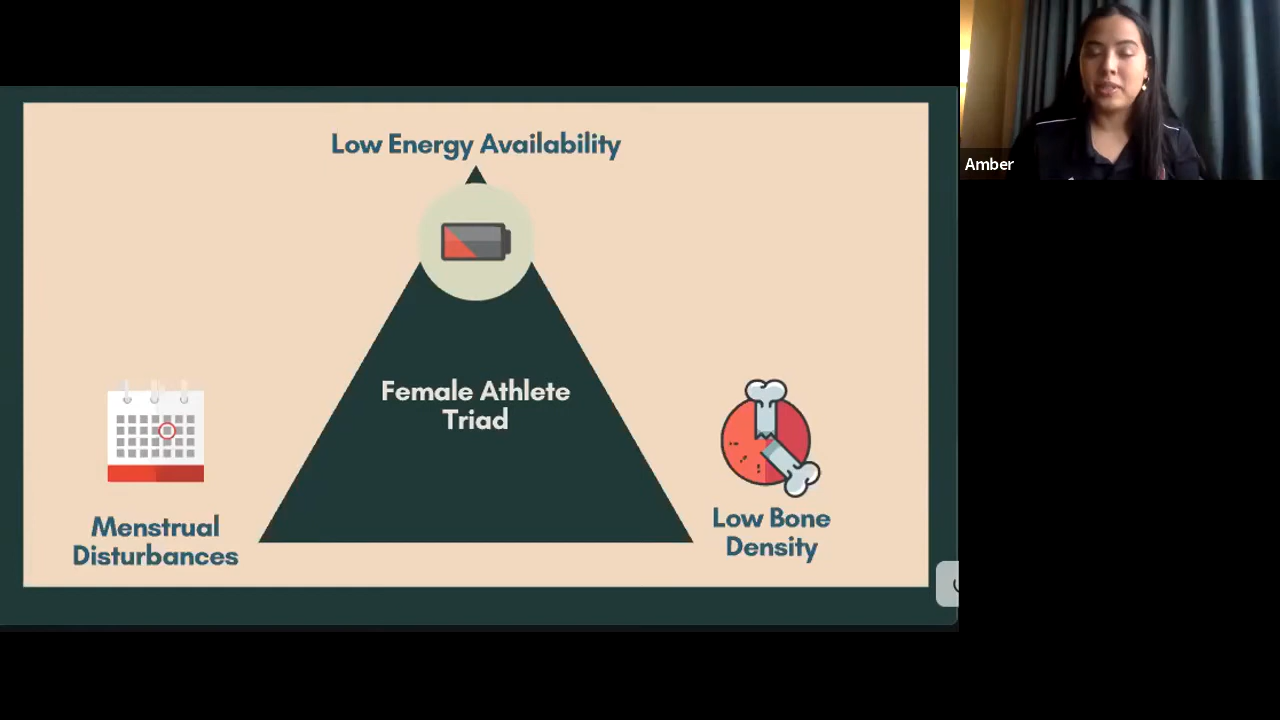 Low Energy Availability
Female Athlete
Triad
Menstrual
Disturbances
Low Bone
Density
Amber